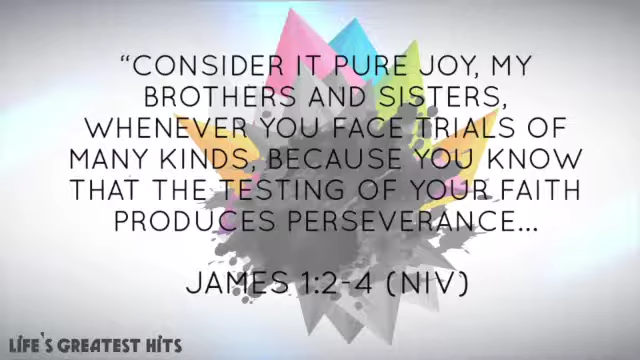 “CONSIDER IT PURE JOY, MY
BROTHERS AND SISTERS,
WHENEVER YOU FACE TRIALS OF
MANY KINDS, BECAUSE YOU KNOW
THAT THE TESTING OF YOUR FAITH
PRODUCES PERSEVERANCE...
JAMES 1:2-4 (NIV)
LIFE'S GREATEST HITS